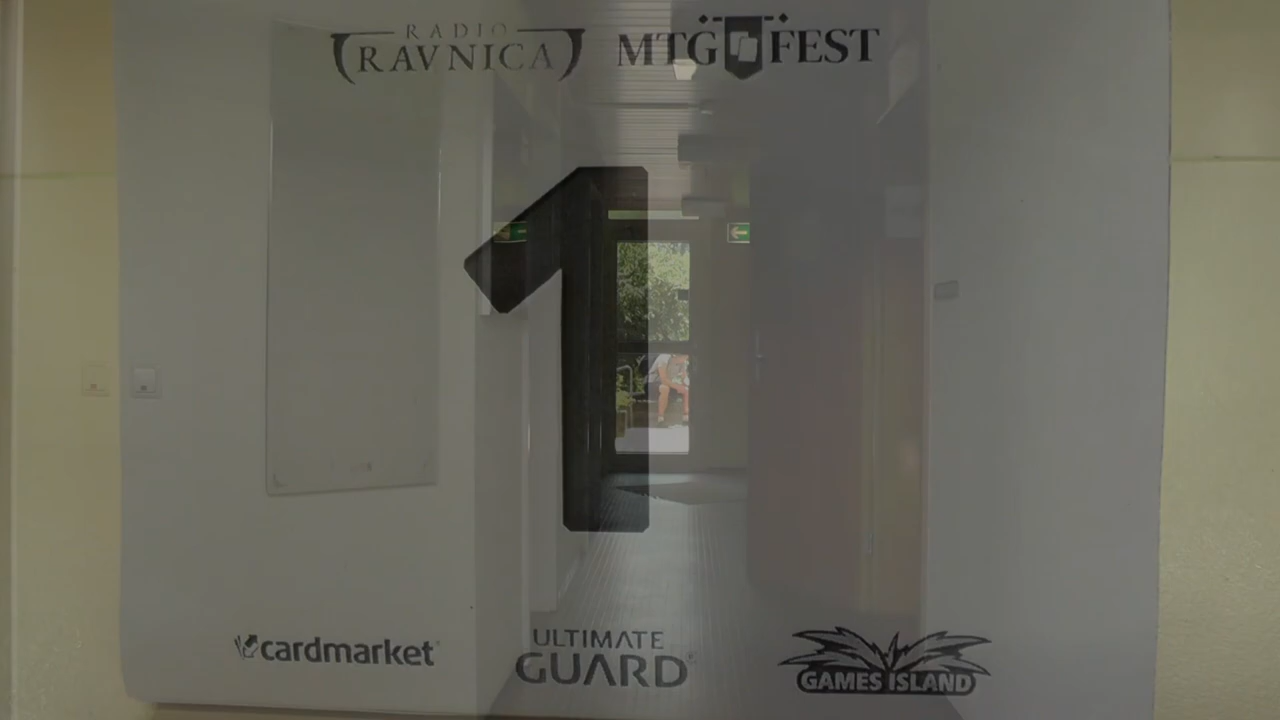 RADIO
RAVNICA
MTG FEST
1
cardmarket
ULTIMATE
GUARD
GAMES ISLAND